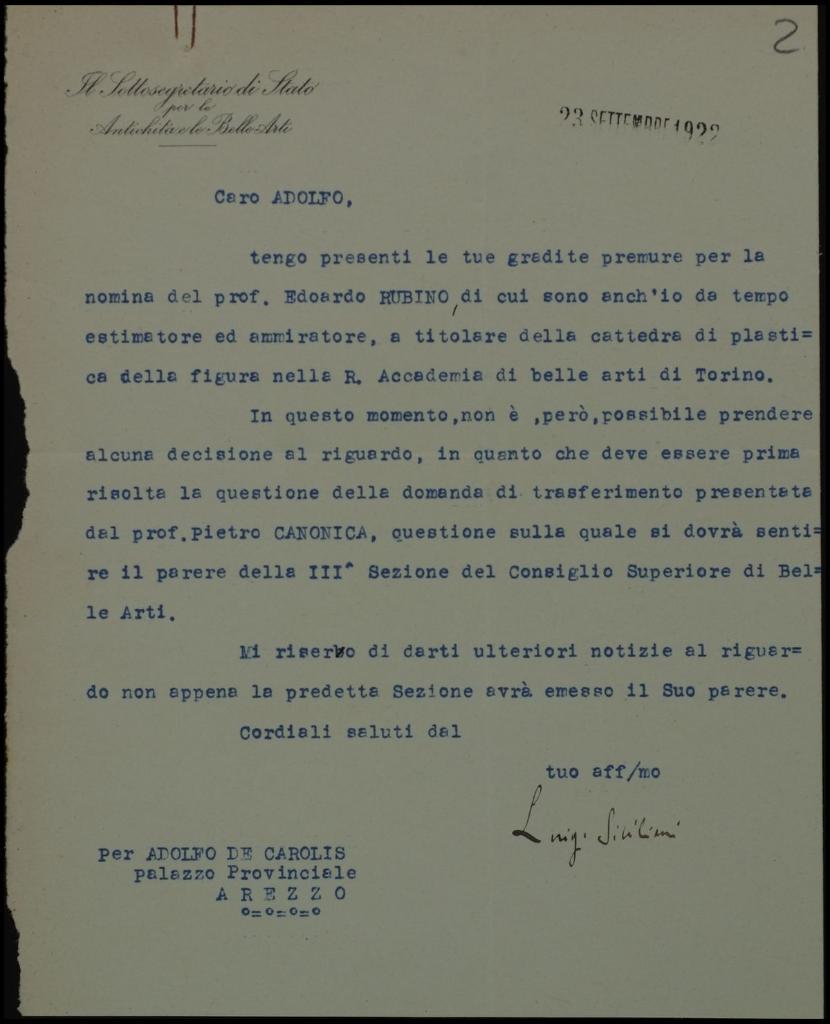 2
Il Sottosegretario di Stato
per le
Antichità e le Belle Arti
23 SETTEMBRE 1922
Caro ADOLFO,
tengo presenti le tue gradite premure per la
nomina del prof. Edoardo RUBINO, di cui sono anch'io da tempo
estimatore ed ammiratore, a titolare della cattedra di plasti=
ca della figura nella R. Accademia di belle arti di Torino.
In questo momento,non è ,però,possibile prendere
alcuna decisione al riguardo, in quanto che deve essere prima
risolta la questione della domanda di trasferimento presentata
dal prof.Pietro CANONICA, questione sulla quale si dovrà senti=
re il parere della III^ Sezione del Consiglio Superiore di Bel=
le Arti.
Mi riservo di darti ulteriori notizie al riguar=
do non appena la predetta Sezione avrà emesso il Suo parere.
Cordiali saluti dal
tuo aff/mo
Luigi Siciliani
per ADOLFO DE CAROLIS
palazzo Provinciale
A R E Z Z O
o=o=o=o